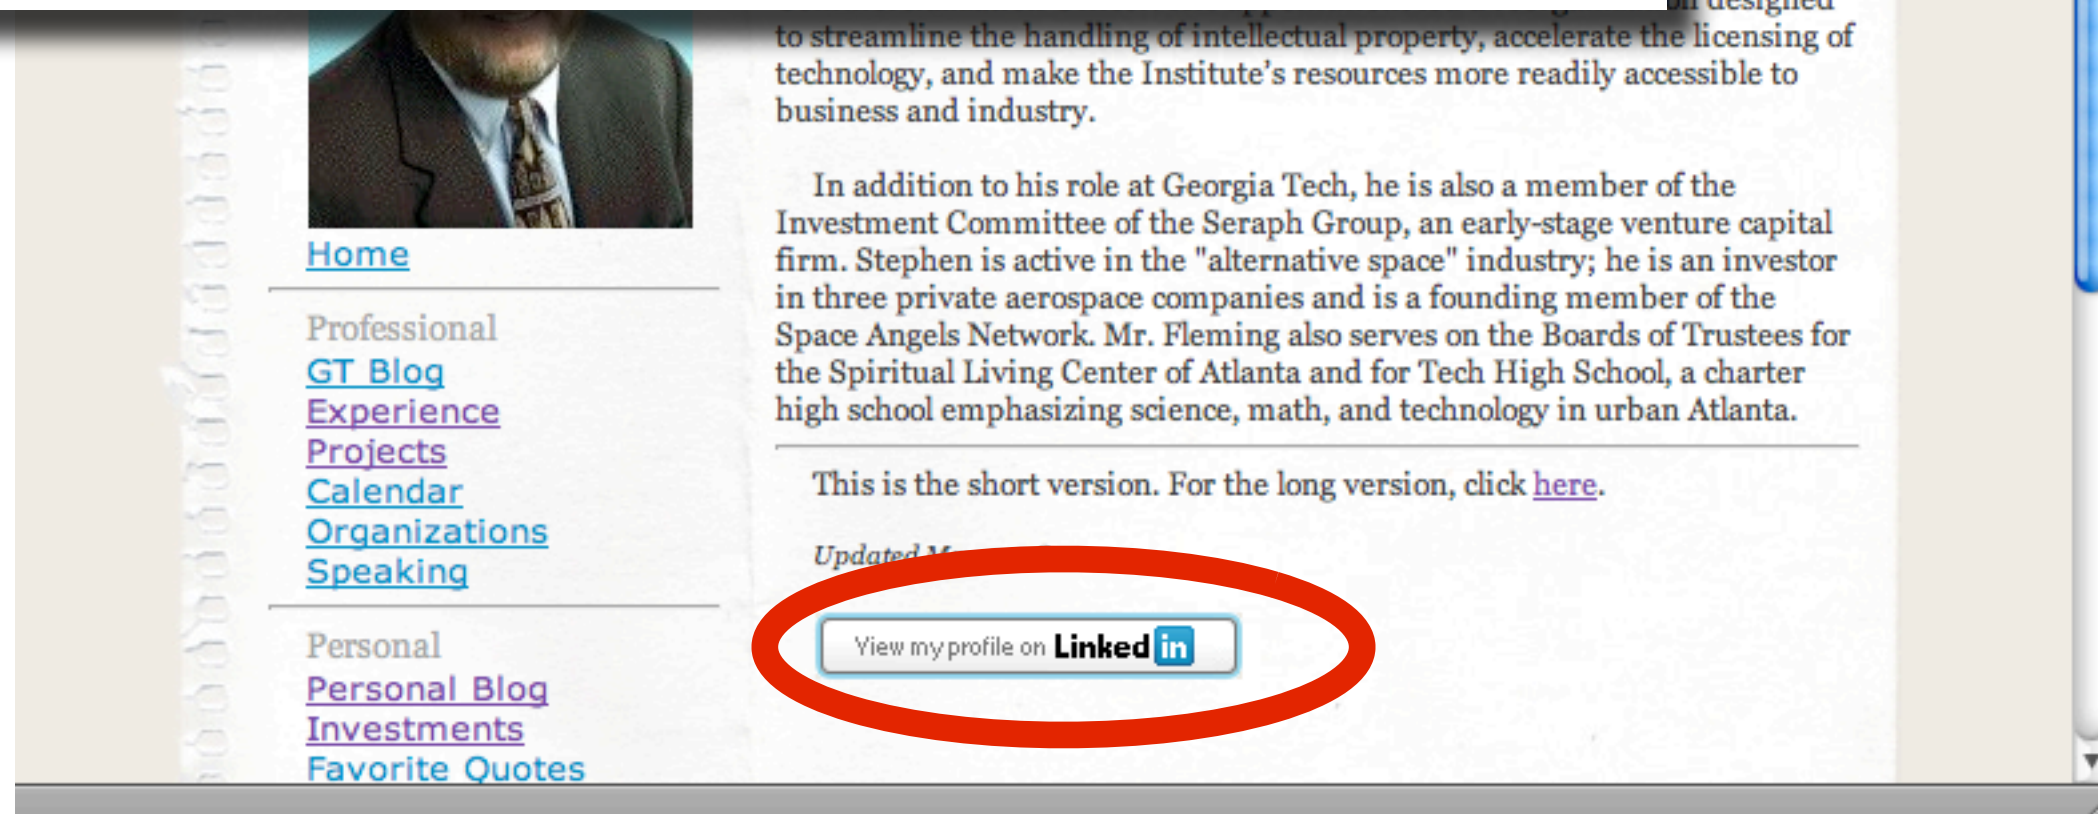 designed
to streamline the handling of intellectual property, accelerate the licensing of
technology, and make the Institute's resources more readily accessible to
business and industry.
In addition to his role at Georgia Tech, he is also a member of the
Investment Committee of the Seraph Group, an early-stage venture capital
firm. Stephen is active in the "alternative space" industry; he is an investor
in three private aerospace companies and is a founding member of the
Space Angels Network. Mr. Fleming also serves on the Boards of Trustees for
the Spiritual Living Center of Atlanta and for Tech High School, a charter
high school emphasizing science, math, and technology in urban Atlanta.
This is the short version. For the long version, click here.
Updated
View my profile on Linked in
Home
Professional
GT Blog
Experience
Projects
Calendar
Organizations
Speaking
Personal
Personal Blog
Investments
Favorite Quotes